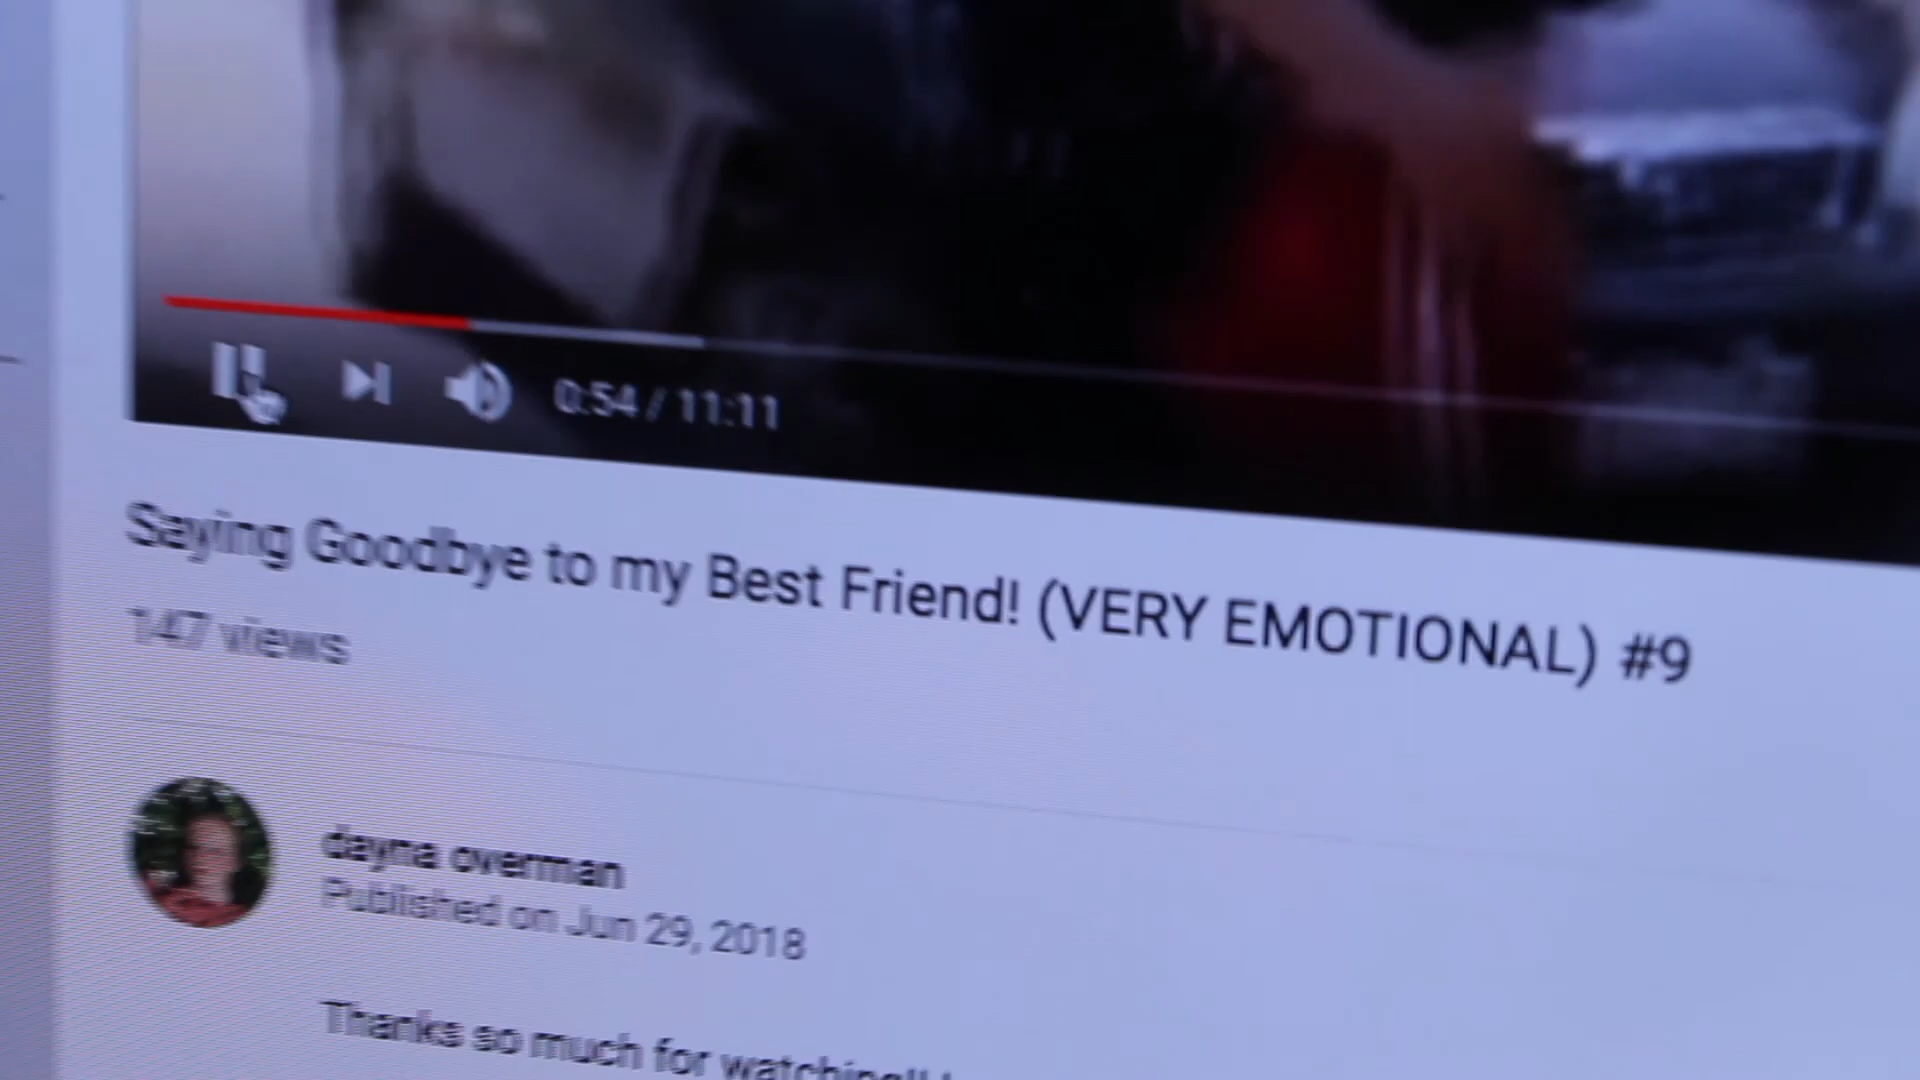 0:54 / 11:11
Saying Goodbye to my Best Friend! (VERY EMOTIONAL) #9
147 views
dayna overman
Published on Jun 29, 2018
Thanks so much for watching!!